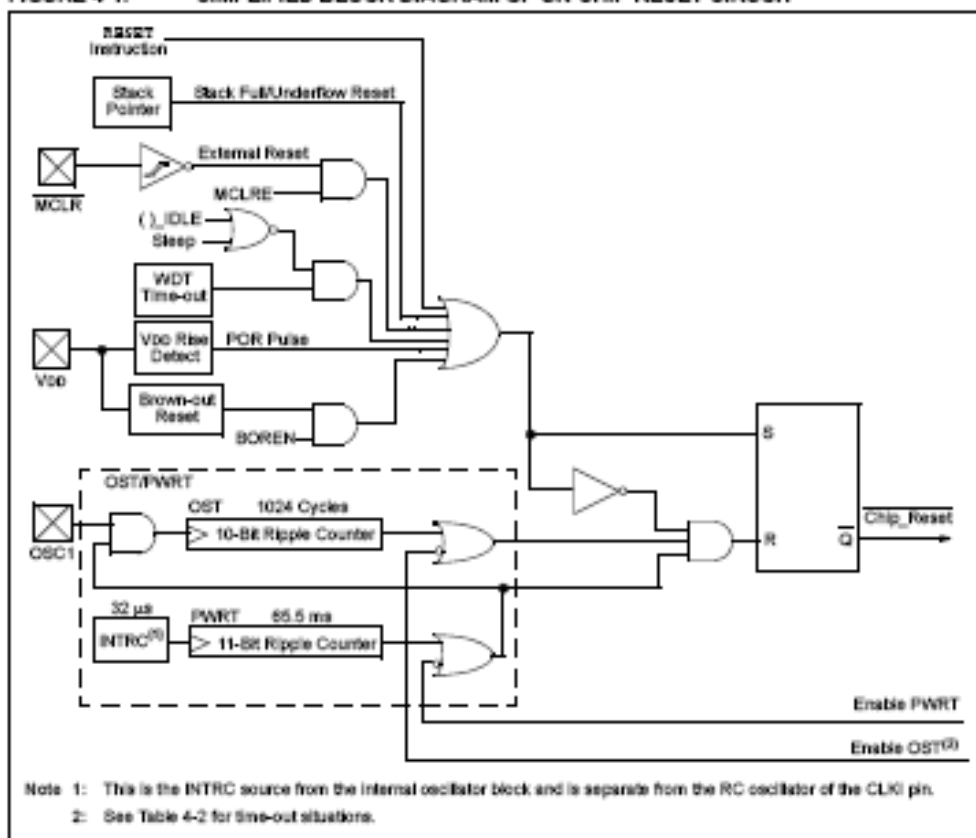 RESET
Instruction
Stack
Pointer
Stack Full/Underflow Reset
External Reset
MCLR
MCLRE
( )_IDLE
Sleep
WDT
Time-out
VDD
VDD Rise
Detect
POR Pulse
Brown-out
Reset
BOREN
OST/PWRT
OSC1
OST 1024 Cycles
10-Bit Ripple Counter
32 μs
INTRC(1)
PWRT 65.5 ms
11-Bit Ripple Counter
S
R
Q
Chip_Reset
Enable PWRT
Enable OST(2)
Note 1: This is the INTRC source from the internal oscillator block and is separate from the RC oscillator of the CLKI pin.
2: See Table 4-2 for time-out situations.